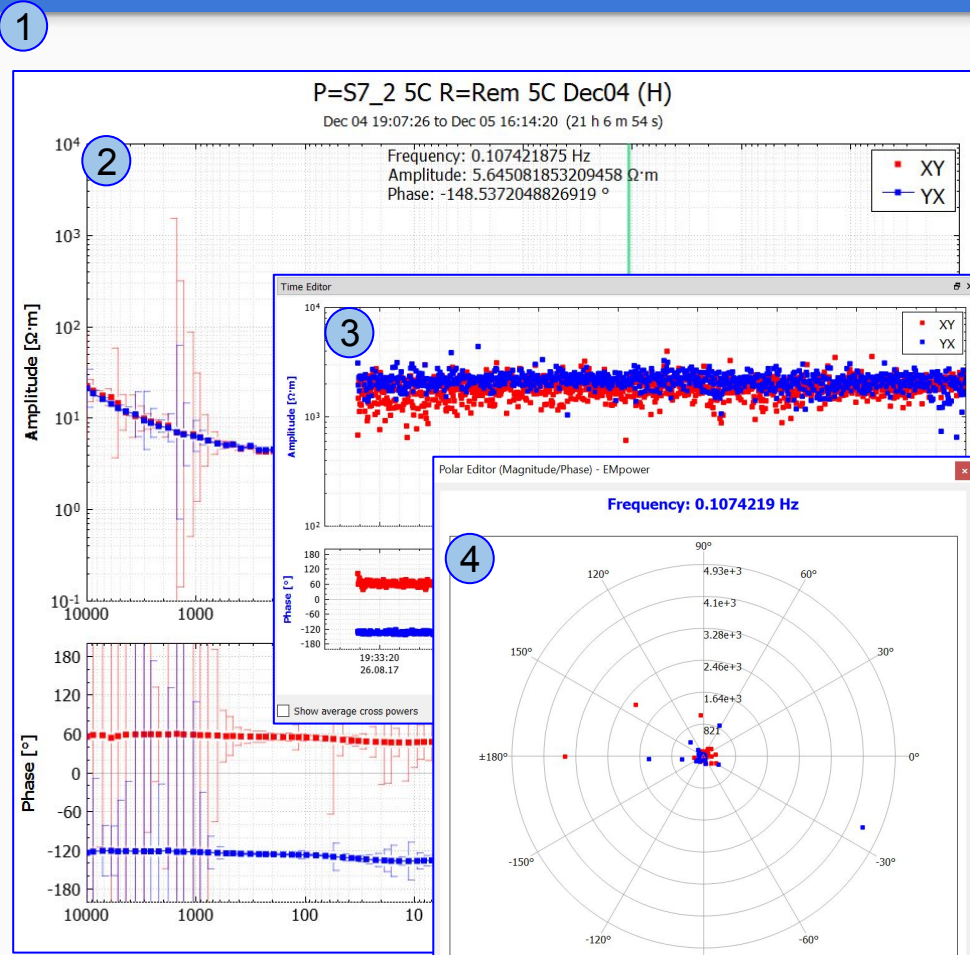 1
P=S7_2 5C R=Rem 5C Dec04 (H)
Dec 04 19:07:26 to Dec 05 16:14:20 (21 h 6 m 54 s)
2
Frequency: 0.107421875 Hz
Amplitude: 5.645081853209458 Ω·m
Phase: -148.5372048826919 °
XY
YX
10⁴
10³
10²
10¹
10⁰
10⁻¹
Amplitude [Ω·m]
10000
1000
180
120
60
0
-60
-120
-180
Phase [°]
10000
1000
100
10
Time Editor
3
XY
YX
10⁴
10³
10²
Amplitude [Ω·m]
180
120
60
0
-60
-120
-180
Phase [°]
19:33:20
26.08.17
Show average cross powers
Polar Editor (Magnitude/Phase) - EMpower
Frequency: 0.1074219 Hz
4
90°
120°
60°
150°
30°
±180°
0°
-150°
-30°
-120°
-60°
4.93e+3
4.1e+3
3.28e+3
2.46e+3
1.64e+3
821